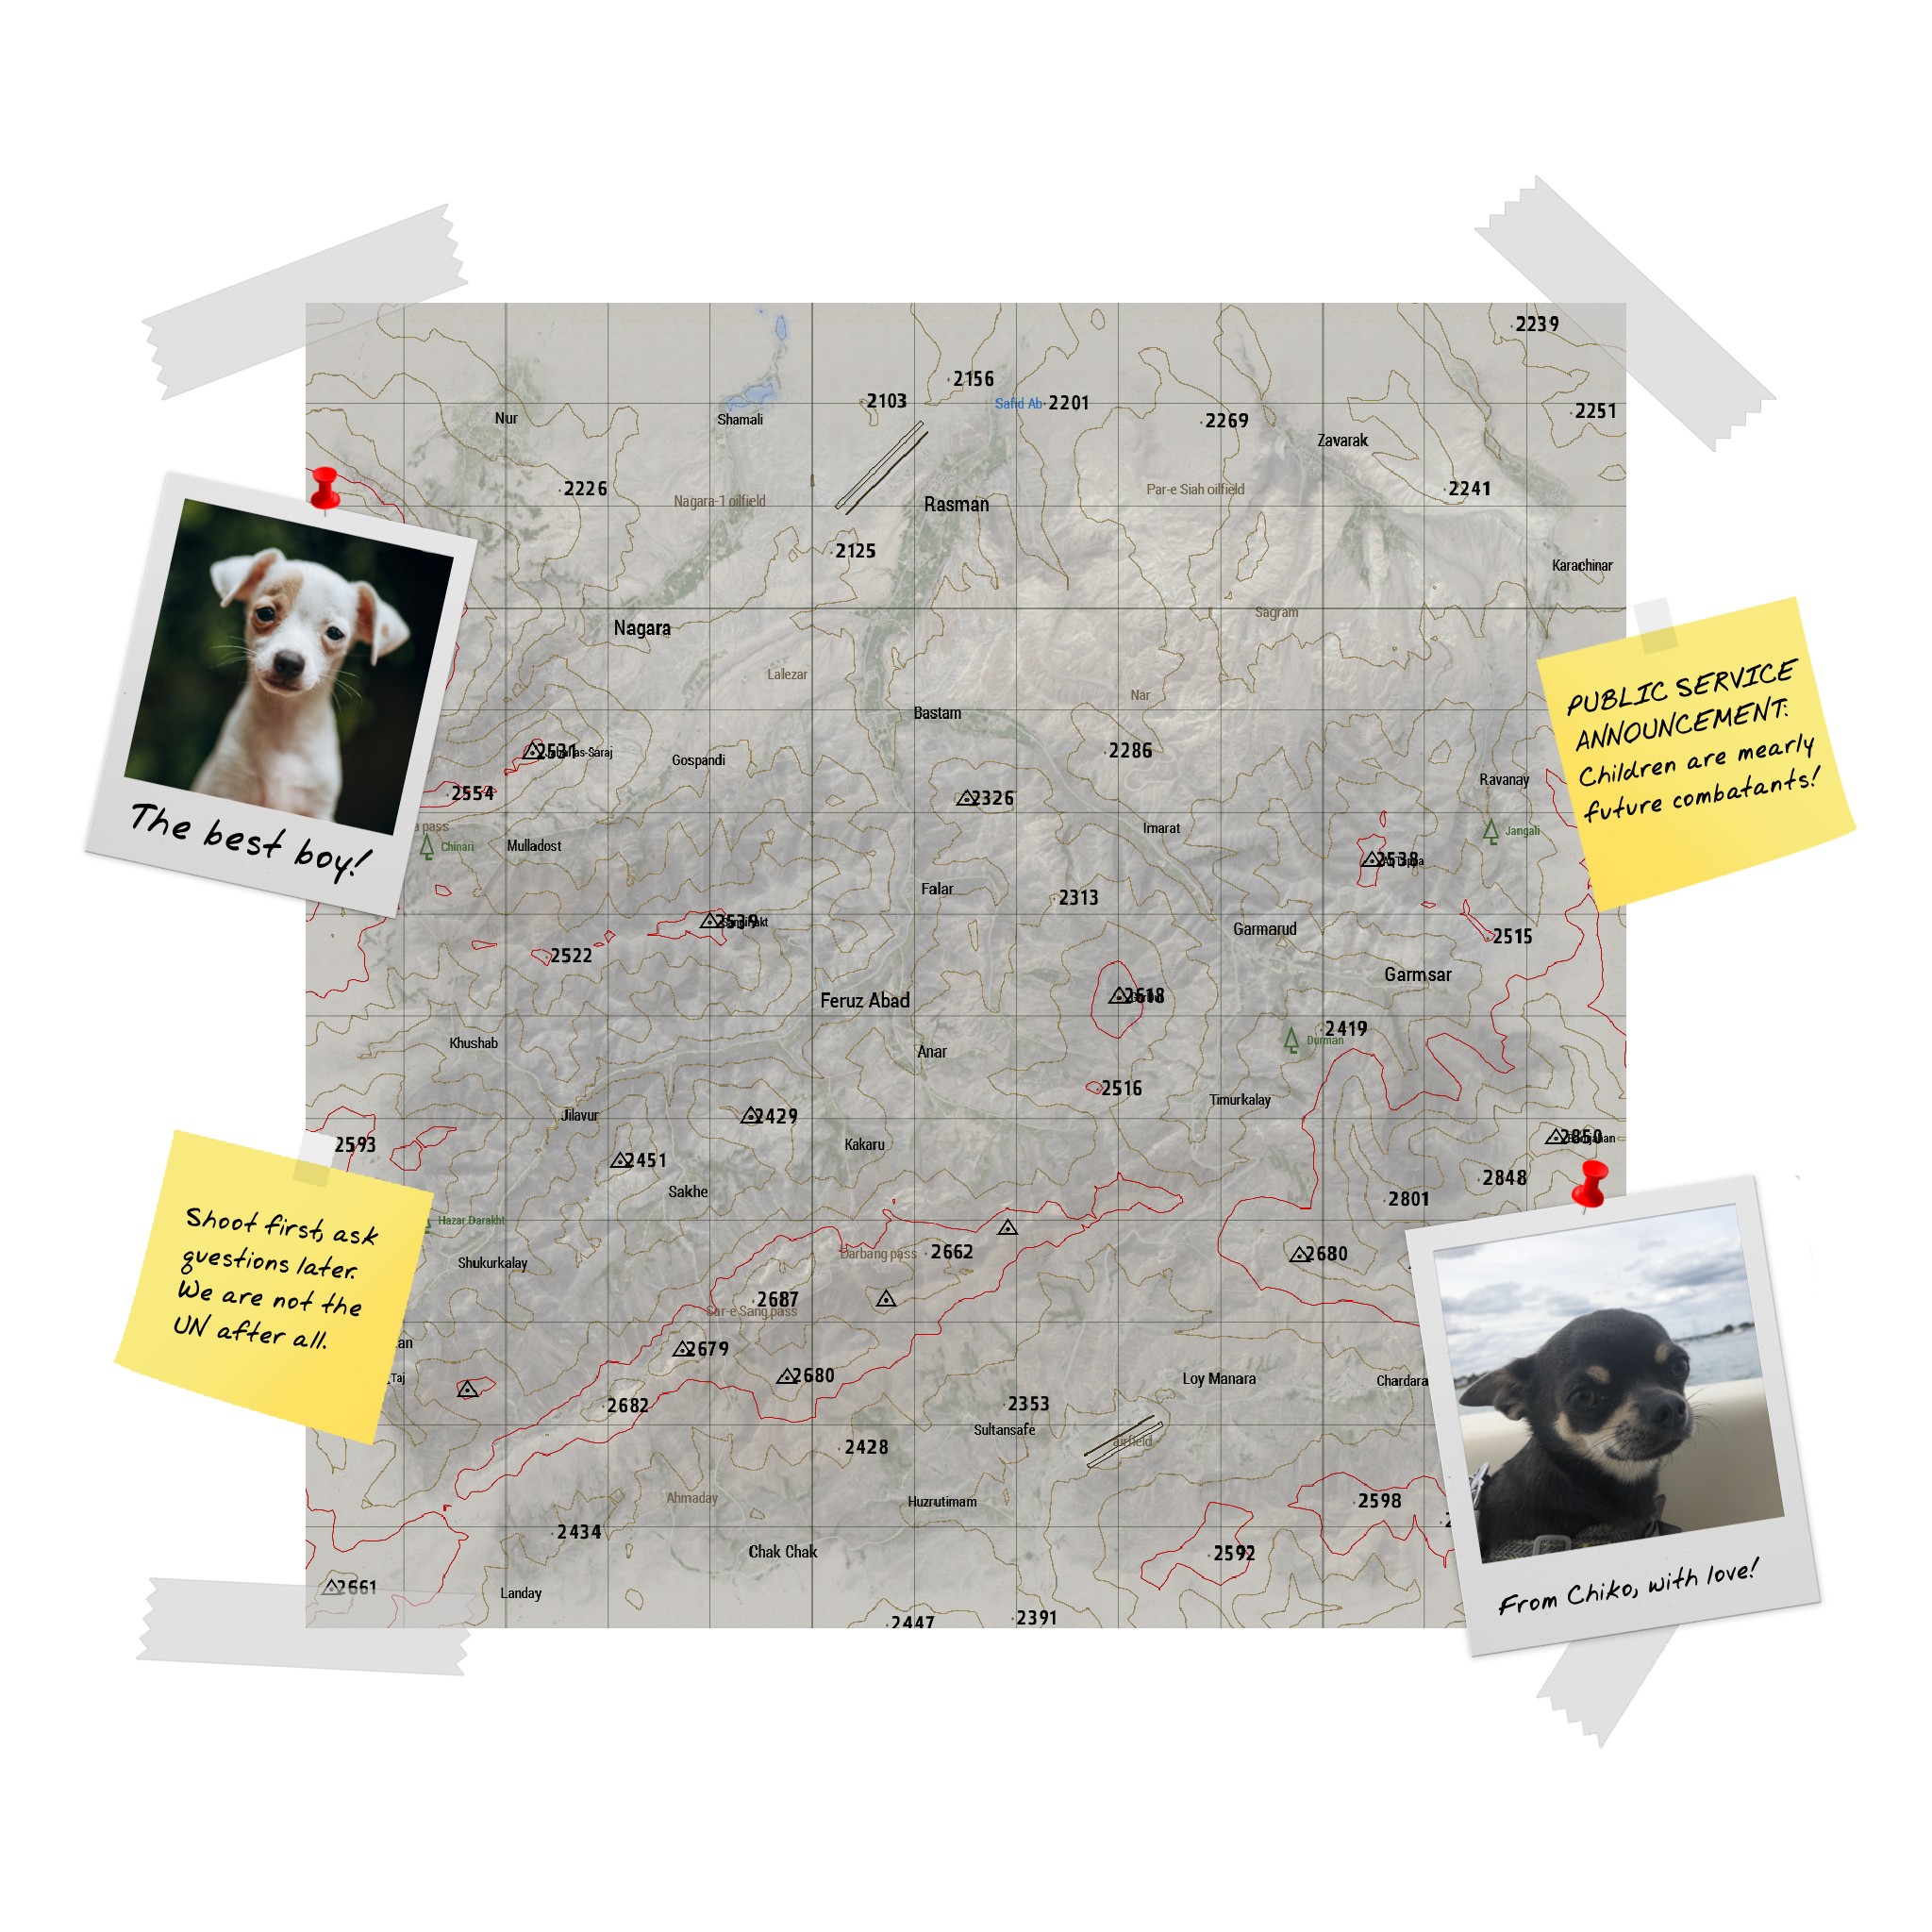 2239
2156
2103
Safid Ab
2201
2251
Nur
Shamali
2269
Zavarak
2226
Nagara-1 oilfield
Par-e Siah oilfield
2241
Rasman
2125
Karachinar
Sagram
Nagara
Lalezar
Nar
Bastam
PUBLIC SERVICE
ANNOUNCEMENT:
Children are mearly
future combatants!
2531
as-Saraj
Gospandi
2286
Ravanay
2554
2326
The best boy!
a pass
Chinari
Mulladost
Imarat
Jangali
2538
Falar
2313
2539
Garmarud
2515
2522
Garmsar
Feruz Abad
2618
2419
Durman
Khushab
Anar
2516
Timurkalay
Jilavur
2429
2593
Kakaru
2850
2451
2848
Sakhe
2801
Shoot first, ask
questions later.
We are not the
UN after all.
Hazar Darakht
Shukurkalay
Darbang pass
2662
2680
2687
Sar-e Sang pass
an
2679
Taj
2680
Loy Manara
Chardara
2682
2353
Sultansafe
2428
airfield
Ahmaday
Huzrutimam
2598
2434
Chak Chak
2592
2661
Landay
From Chiko, with love!
2447
2391